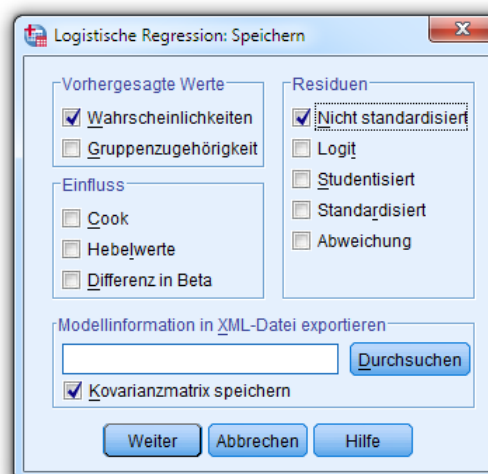 Logistische Regression: Speichern
Vorhergesagte Werte
Wahrscheinlichkeiten
Gruppenzugehörigkeit
Einfluss
Cook
Hebelwerte
Differenz in Beta
Residuen
Nicht standardisiert
Logit
Studentisiert
Standardisiert
Abweichung
Modellinformation in XML-Datei exportieren
Durchsuchen
Kovarianzmatrix speichern
Weiter Abbrechen Hilfe